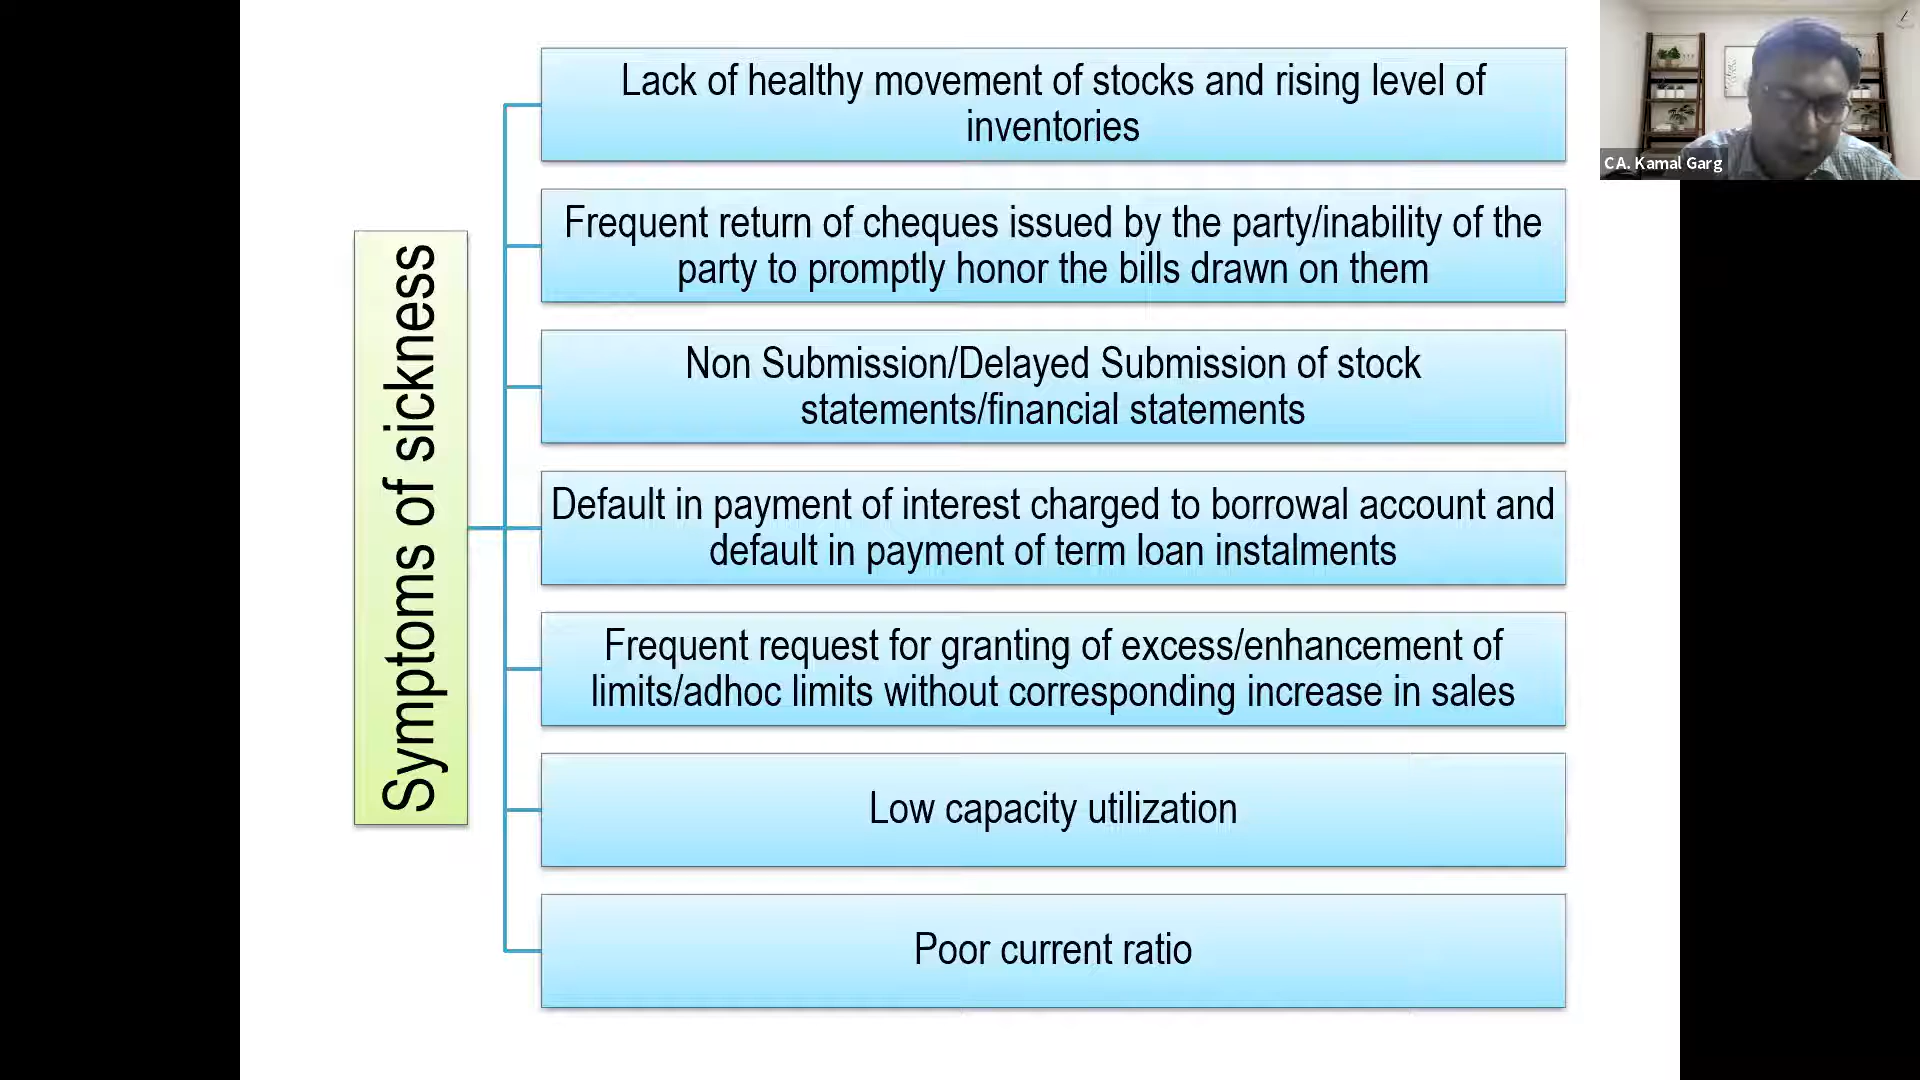 Symptoms of sickness
Lack of healthy movement of stocks and rising level of
inventories
Frequent return of cheques issued by the party/inability of the
party to promptly honor the bills drawn on them
Non Submission/Delayed Submission of stock
statements/financial statements
Default in payment of interest charged to borrowal account and
default in payment of term loan instalments
Frequent request for granting of excess/enhancement of
limits/adhoc limits without corresponding increase in sales
Low capacity utilization
Poor current ratio
CA. Kamal Garg